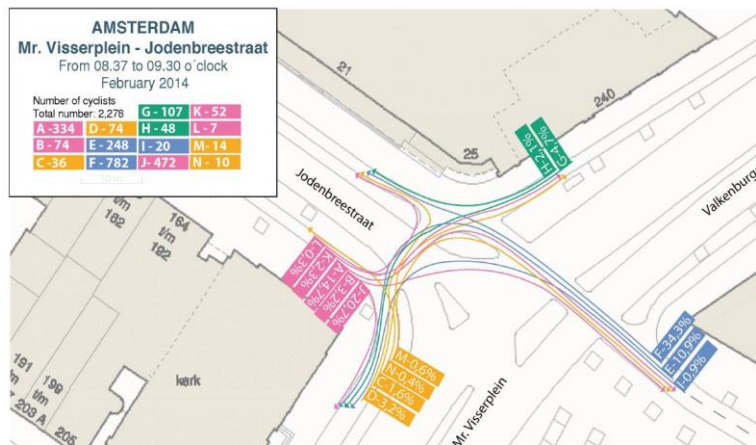 AMSTERDAM
Mr. Visserplein - Jodenbreestraat
From 08.37 to 09.30 o´clock
February 2014
Number of cyclists
Total number: 2,278
G - 107 K - 52
A -334 D - 74 H - 48 L - 7
B - 74 E - 248 I - 20 M- 14
C -36 F - 782 J- 472 N - 10
10 m
21
240
25
G-4,7%
H-2,1%
Jodenbreestraat
Valkenburg
164
t/m
162
t/m
192
L-0,3%
K-2,3%
A-14,7%
B-3,2%
J-20,7%
F-34,3%
E-10,9%
I-0,9%
M-0,6%
N-0,4%
C-1,6%
D-3,2%
kerk
191
t/m
199
t/m
203 A
205
Mr. Visserplein